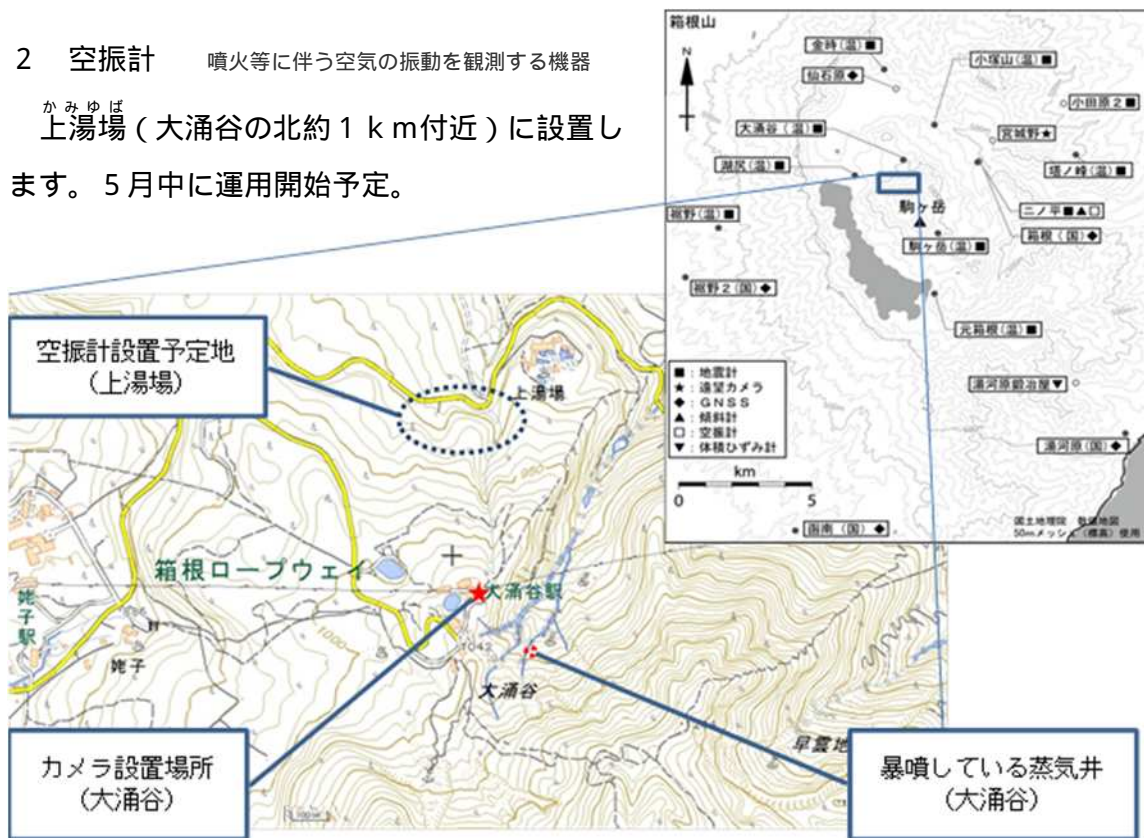 2 空振計 噴火等に伴う空気の振動を観測する機器
かみゆば
上湯場(大涌谷の北約1km付近)に設置し
ます。5月中に運用開始予定。
箱根山
N
金時(温)■
仙石原◆
小塚山(温)■
小田原2■
大涌谷(温)■
宮城野★
湖尻(温)■
塔ノ峰(温)■
裾野(温)■
駒ヶ岳
二ノ平■▲□
箱根(国)◆
駒ヶ岳(温)■
裾野2(国)◆
元箱根(温)■
湯河原鍛冶屋▼
湯河原(国)◆
函南(国)◆
■:地震計
★:遠望カメラ
◆:GNSS
▲:傾斜計
□:空振計
▼:体積ひずみ計
km
0 5
国土地理院 数値地図
50mメッシュ(標高)使用
空振計設置予定地
(上湯場)
上湯場
箱根ロープウェイ
大涌谷駅
姥子駅
姥子
1000
1042
大涌谷
早雲地
カメラ設置場所
(大涌谷)
暴噴している蒸気井
(大涌谷)